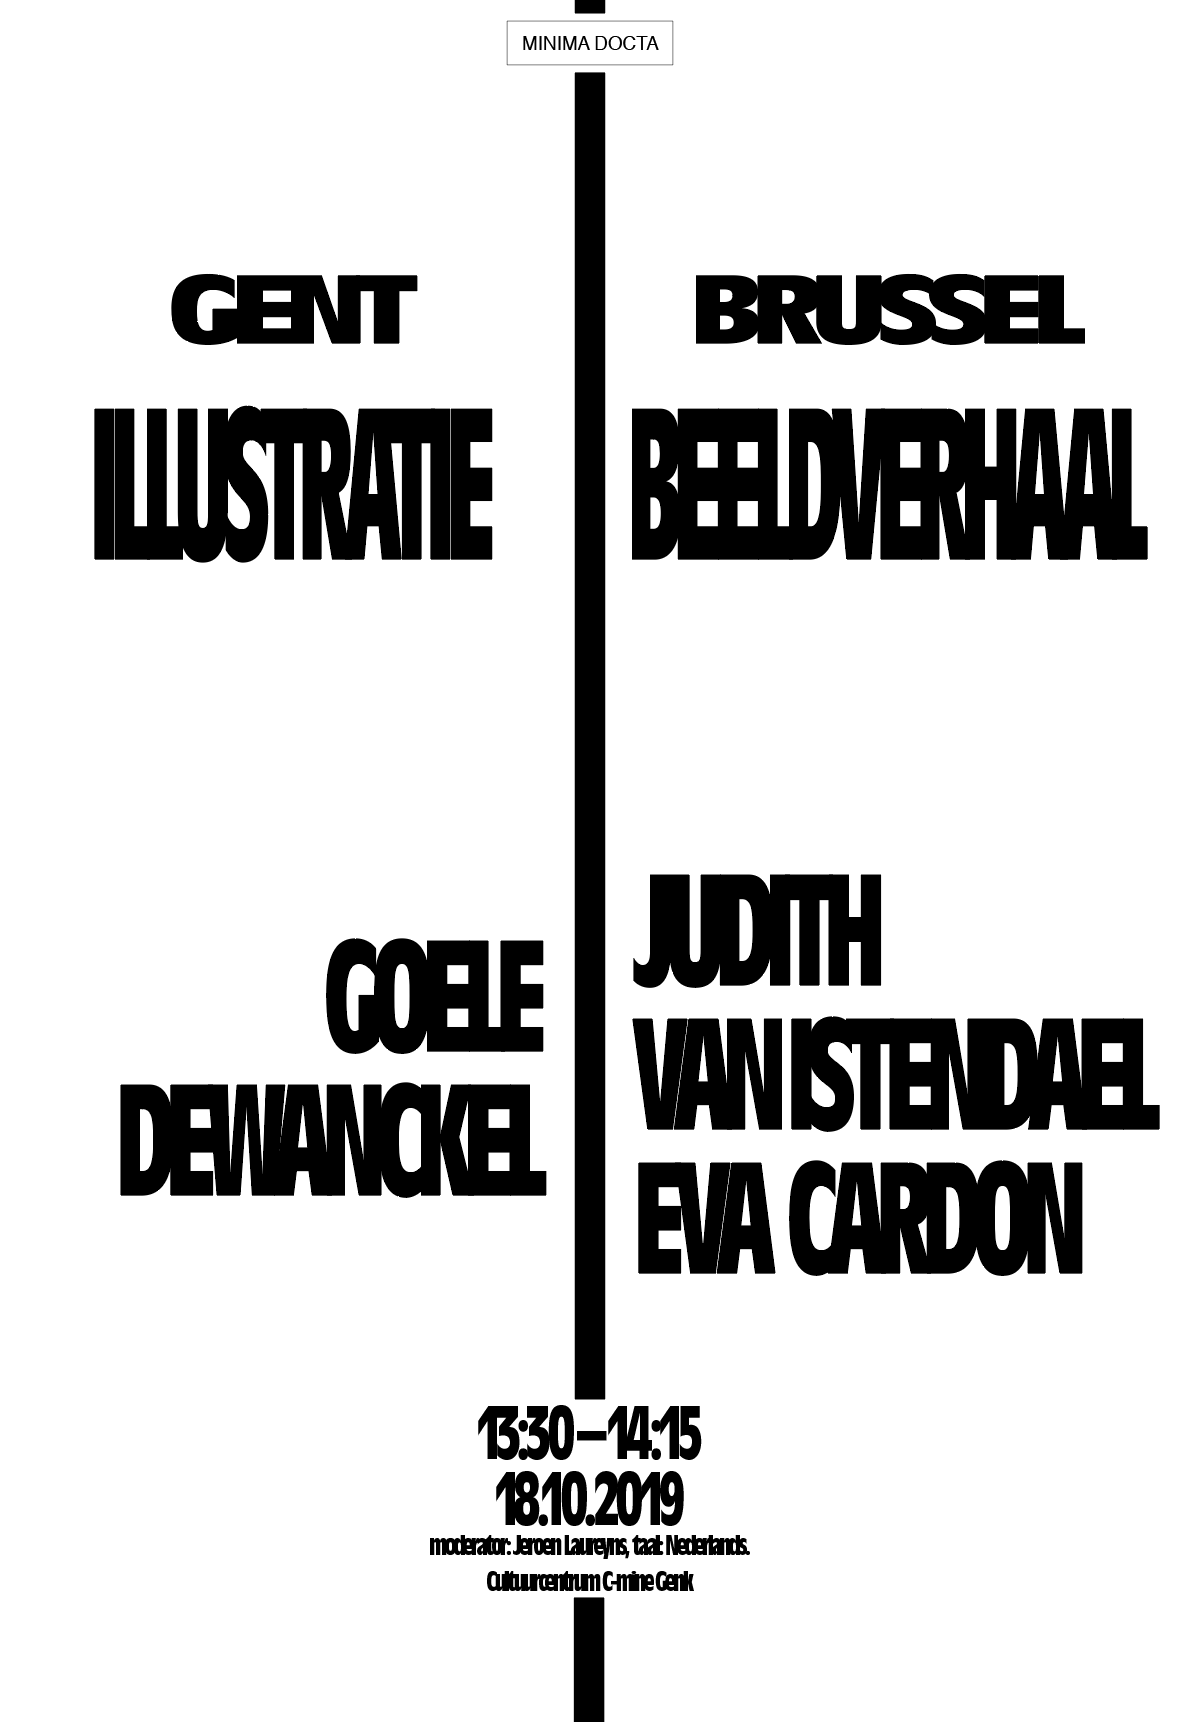 MINIMA DOCTA
GENT
ILLUSTRATIE
BRUSSEL
BEELDVERHAAL
GOELE
DEWANCKEL
JUDITH
VAN ISTENDAEL
EVA CARDON
13:30—14:15
18.10.2019
moderator: Jeroen Laureyns, taal: Nederlands.
Cultuurcentrum C-mine Genk